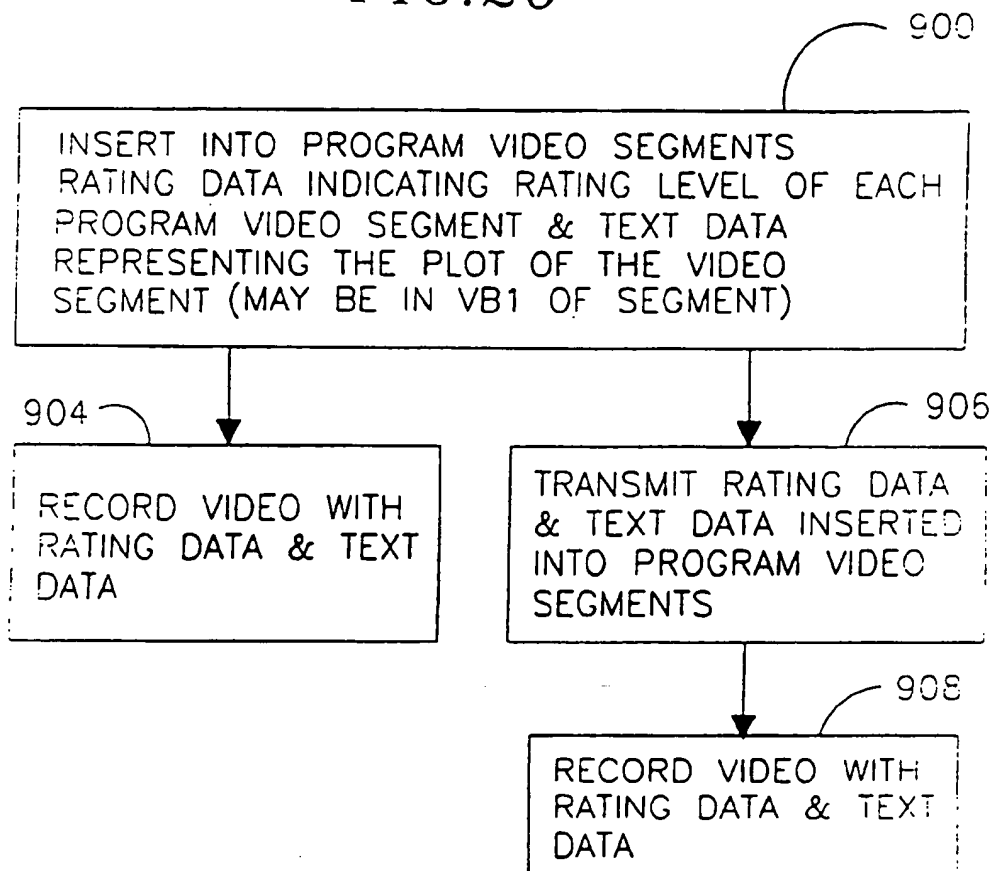 900
INSERT INTO PROGRAM VIDEO SEGMENTS
RATING DATA INDICATING RATING LEVEL OF EACH
PROGRAM VIDEO SEGMENT & TEXT DATA
REPRESENTING THE PLOT OF THE VIDEO
SEGMENT (MAY BE IN VB1 OF SEGMENT)
904
RECORD VIDEO WITH
RATING DATA & TEXT
DATA
906
TRANSMIT RATING DATA
& TEXT DATA INSERTED
INTO PROGRAM VIDEO
SEGMENTS
908
RECORD VIDEO WITH
RATING DATA & TEXT
DATA